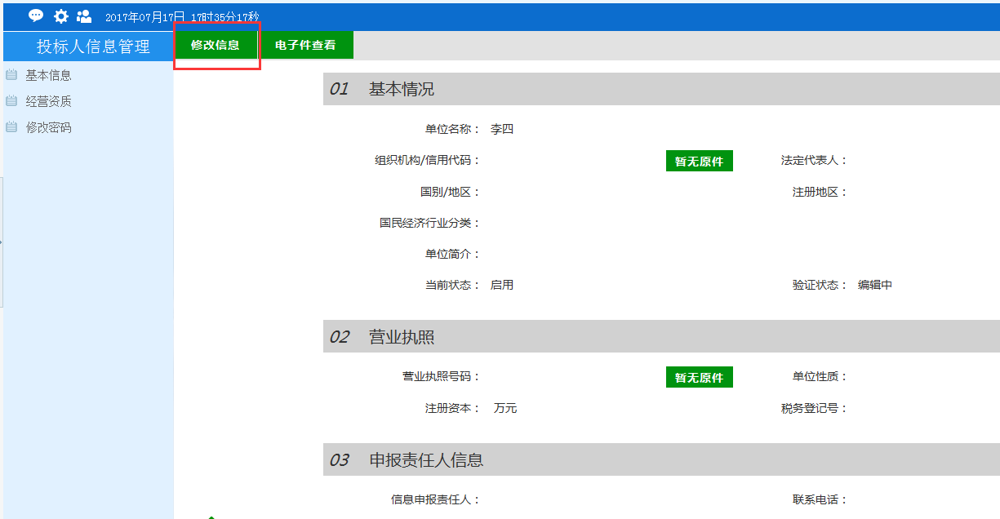 2017年07月17日 17时35分17秒
投标人信息管理
修改信息 电子件查看
基本信息
经营资质
修改密码
01 基本情况
单位名称： 李四
组织机构/信用代码： 暂无原件 法定代表人：
国别/地区： 注册地区：
国民经济行业分类：
单位简介：
当前状态： 启用 验证状态： 编辑中
02 营业执照
营业执照号码： 暂无原件 单位性质：
注册资本： 万元 税务登记号：
03 申报责任人信息
信息申报责任人： 联系电话：